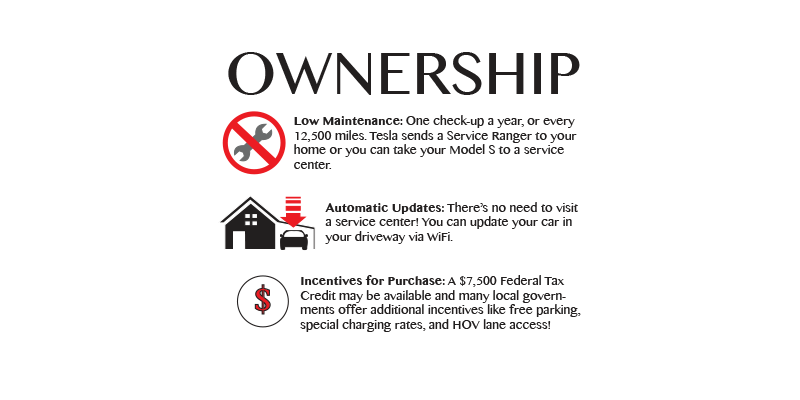 OWNERSHIP
Low Maintenance: One check-up a year, or every
12,500 miles. Tesla sends a Service Ranger to your
home or you can take your Model S to a service
center.
Automatic Updates: There's no need to visit
a service center! You can update your car in
your driveway via WiFi.
$
Incentives for Purchase: A $7,500 Federal Tax
Credit may be available and many local govern-
ments offer additional incentives like free parking,
special charging rates, and HOV lane access!